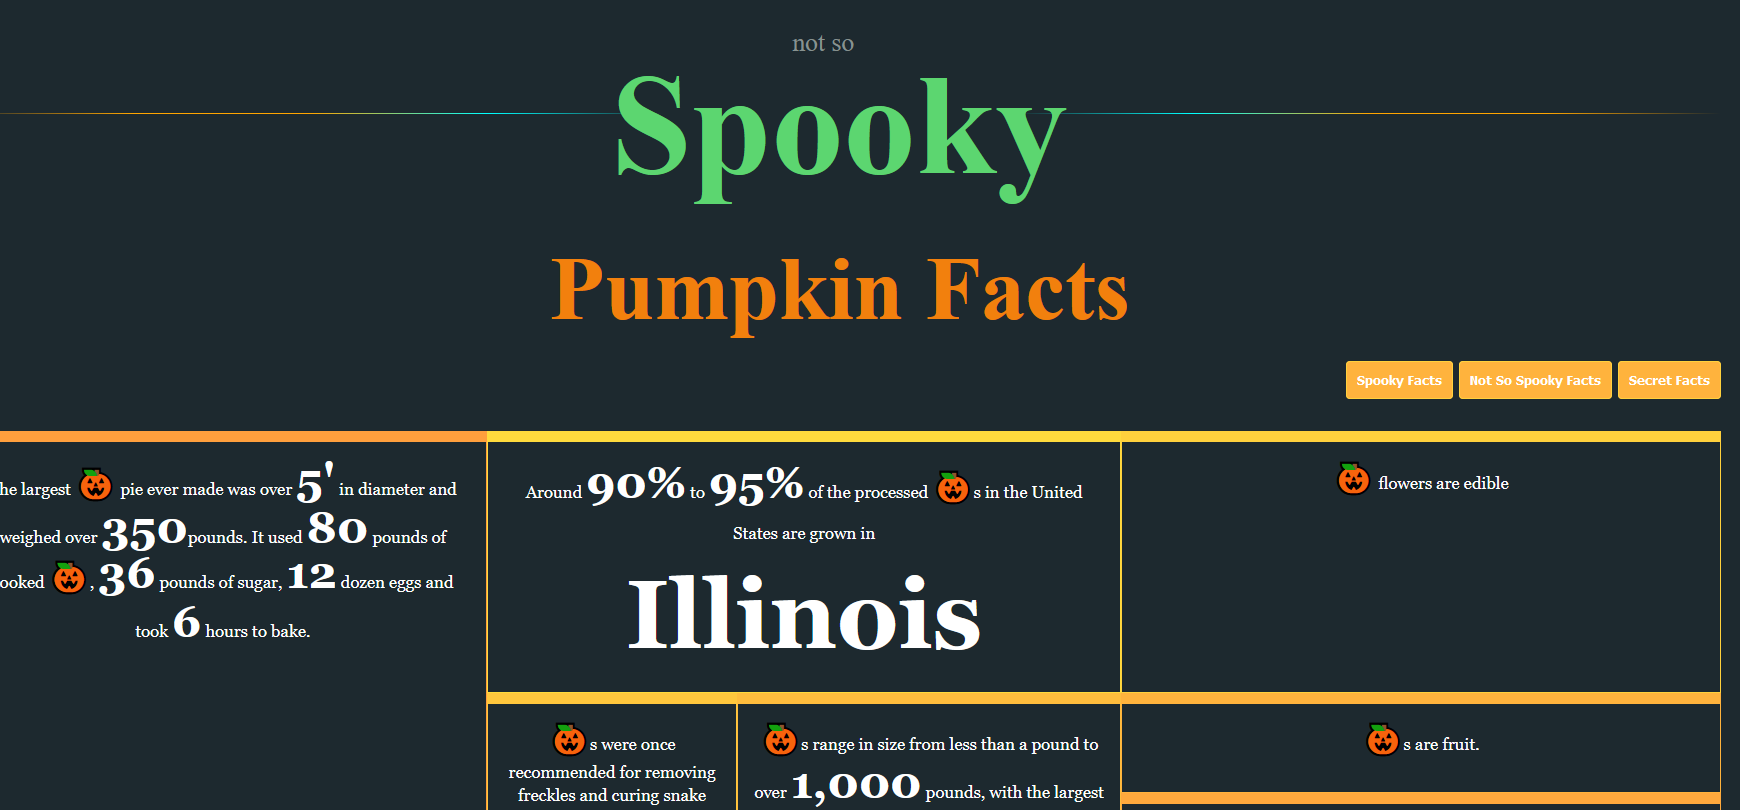 not so
Spooky
Pumpkin Facts
Spooky Facts
Not So Spooky Facts
Secret Facts
he largest pie ever made was over 5' in diameter and
weighed over 350 pounds. It used 80 pounds of
ooked , 36 pounds of sugar, 12 dozen eggs and
took 6 hours to bake.
Around 90% to 95% of the processed s in the United
States are grown in
Illinois
flowers are edible
s were once
recommended for removing
freckles and curing snake
s range in size from less than a pound to
over 1,000 pounds, with the largest
s are fruit.